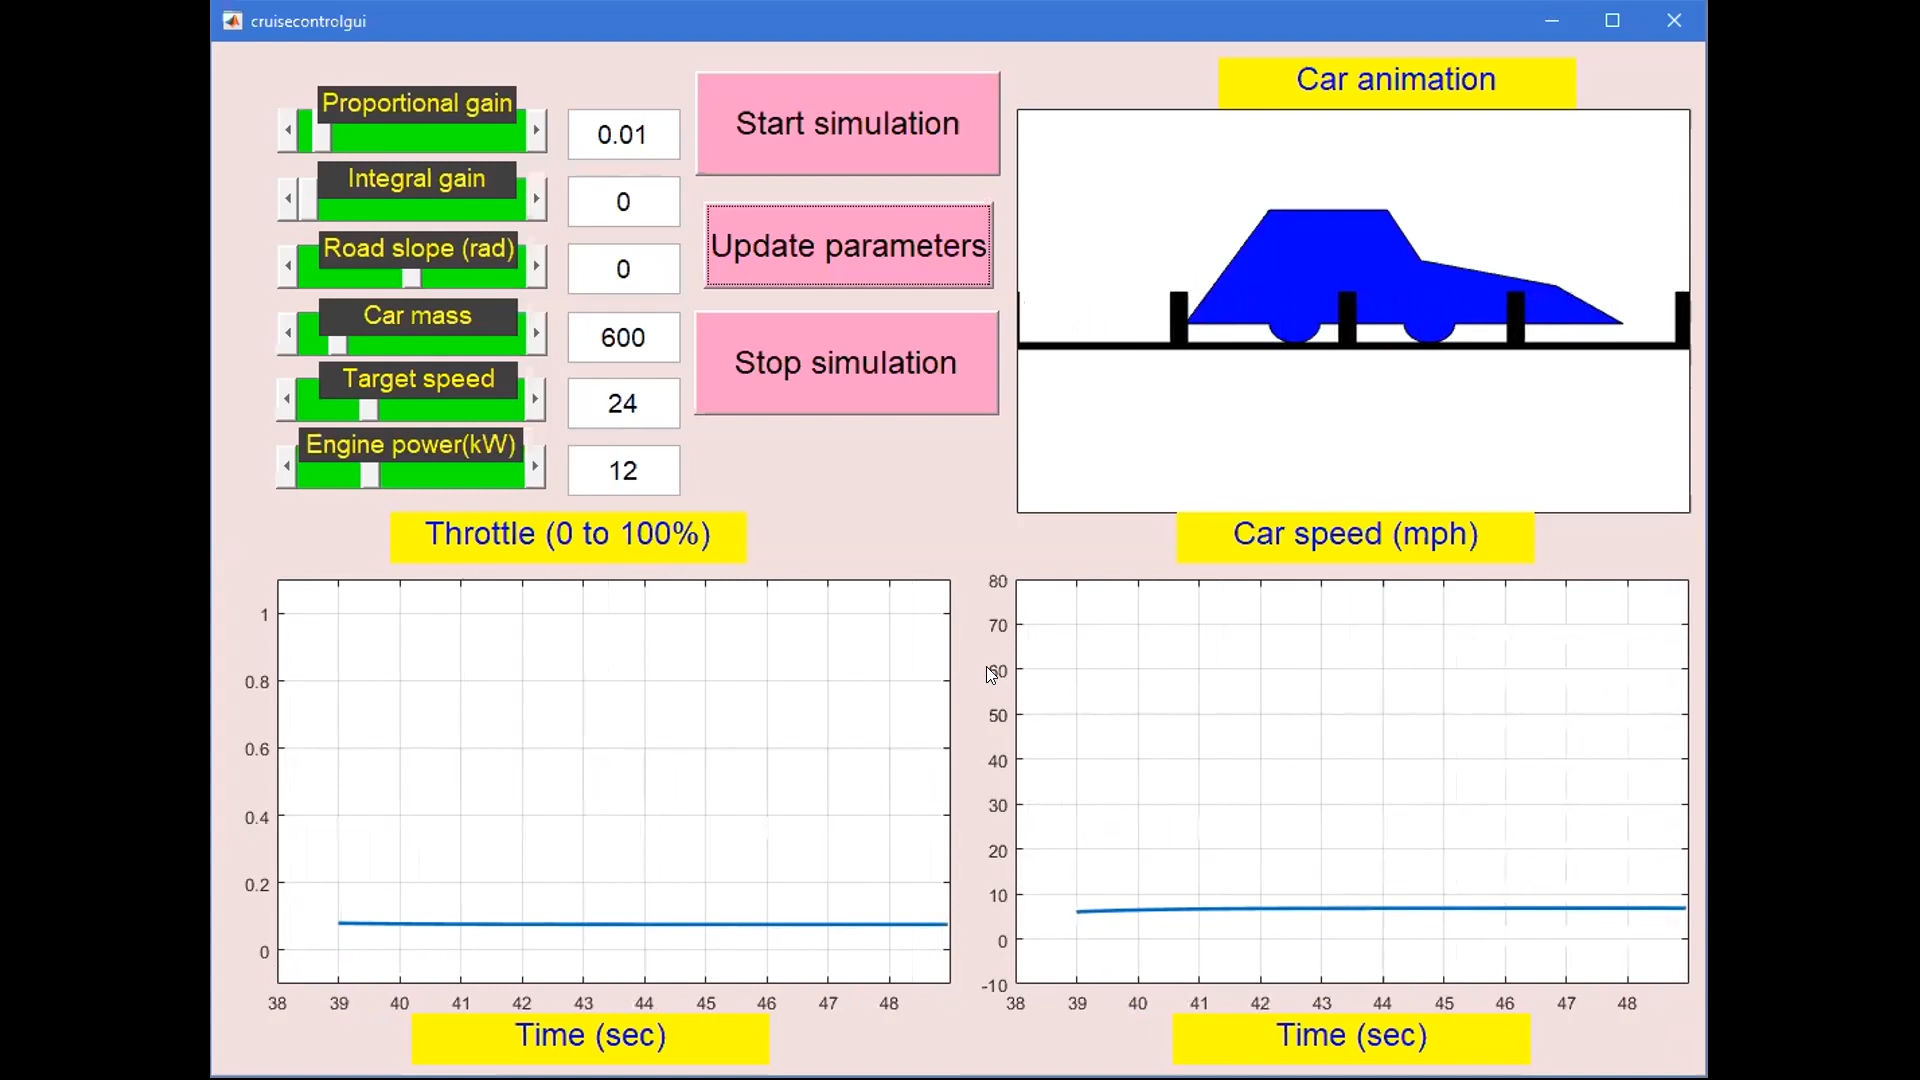 cruisecontrolgui
Proportional gain
0.01
Integral gain
0
Road slope (rad)
0
Car mass
600
Target speed
24
Engine power(kW)
12
Start simulation
Update parameters
Stop simulation
Car animation
Throttle (0 to 100%)
1
0.8
0.6
0.4
0.2
0
38 39 40 41 42 43 44 45 46 47 48
Time (sec)
Car speed (mph)
80
70
60
50
40
30
20
10
0
-10
38 39 40 41 42 43 44 45 46 47 48
Time (sec)